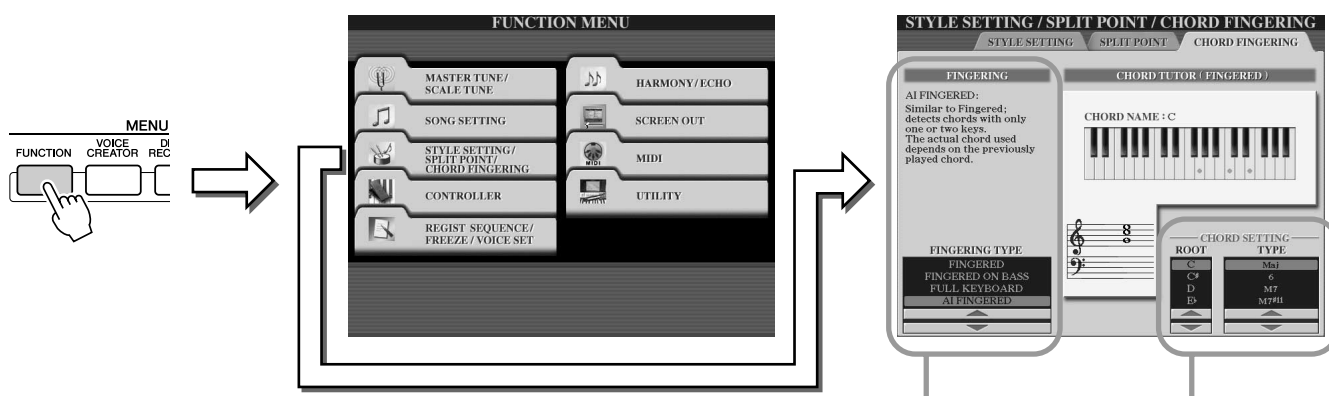 MENU
FUNCTION
VOICE
CREATOR
DI
REC
FUNCTION MENU
MASTER TUNE /
SCALE TUNE
SONG SETTING
STYLE SETTING /
SPLIT POINT /
CHORD FINGERING
CONTROLLER
REGIST SEQUENCE /
FREEZE / VOICE SET
HARMONY / ECHO
SCREEN OUT
MIDI
MIDI
UTILITY
STYLE SETTING / SPLIT POINT / CHORD FINGERING
STYLE SETTING
SPLIT POINT
CHORD FINGERING
FINGERING
AI FINGERED:
Similar to Fingered;
detects chords with only
one or two keys.
The actual chord used
depends on the previously
played chord.
FINGERING TYPE
FINGERED
FINGERED ON BASS
FULL KEYBOARD
AI FINGERED
CHORD TUTOR ( FINGERED )
CHORD NAME : C
CHORD SETTING
ROOT
C
C♯
D
E♭
TYPE
Maj
6
M7
M7♯11